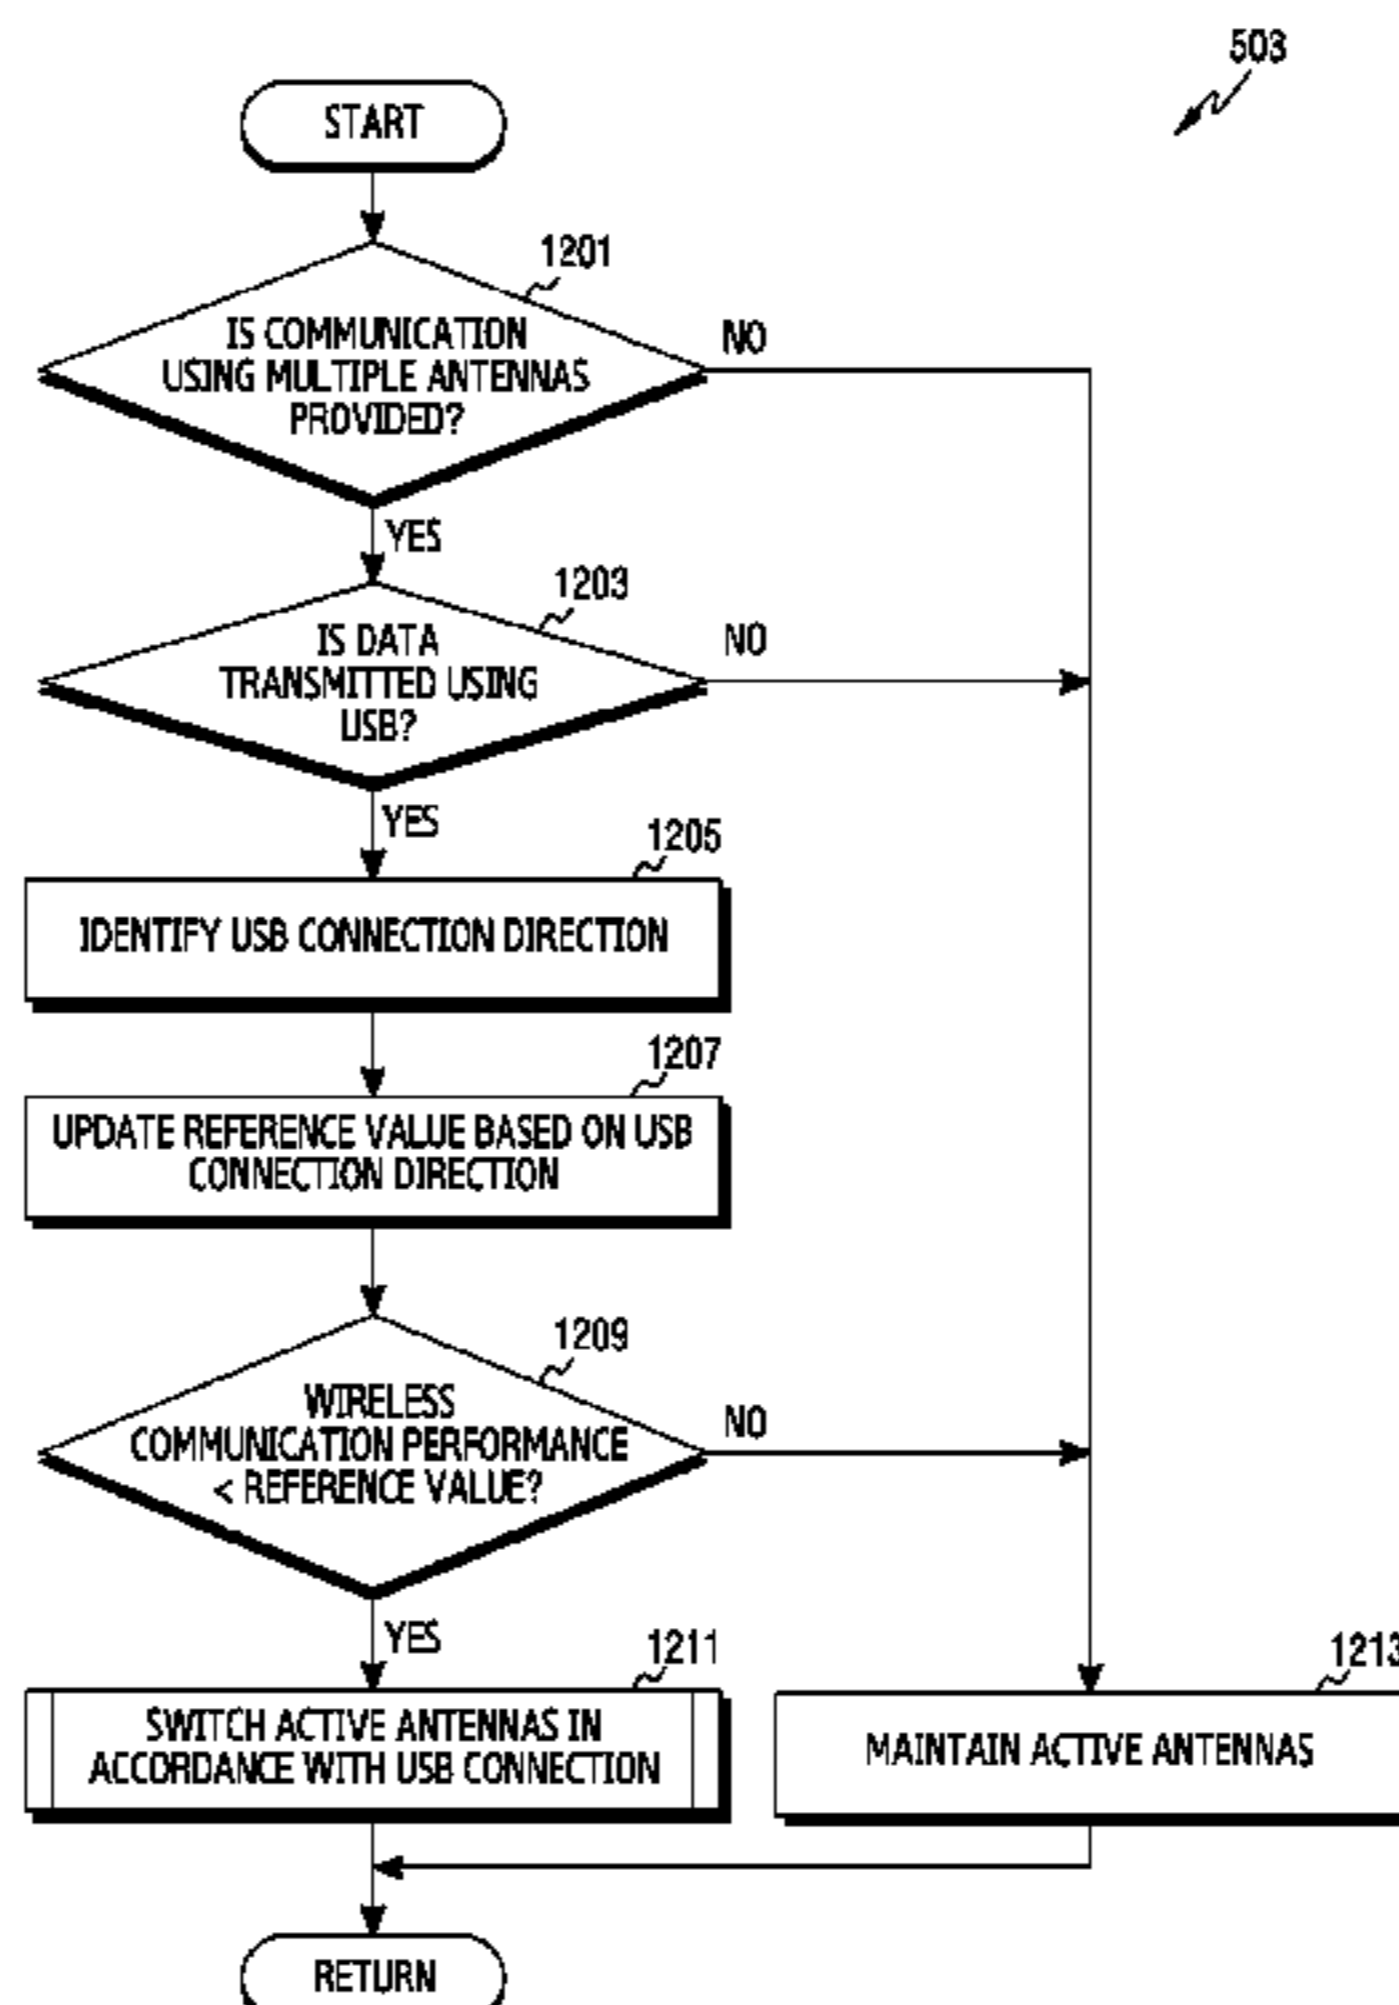 503
START
1201
IS COMMUNICATION
USING MULTIPLE ANTENNAS
PROVIDED?
NO
YES
1203
IS DATA
TRANSMITTED USING
USB?
NO
YES
1205
IDENTIFY USB CONNECTION DIRECTION
1207
UPDATE REFERENCE VALUE BASED ON USB
CONNECTION DIRECTION
1209
WIRELESS
COMMUNICATION PERFORMANCE
< REFERENCE VALUE?
NO
YES
1211
SWITCH ACTIVE ANTENNAS IN
ACCORDANCE WITH USB CONNECTION
1213
MAINTAIN ACTIVE ANTENNAS
RETURN